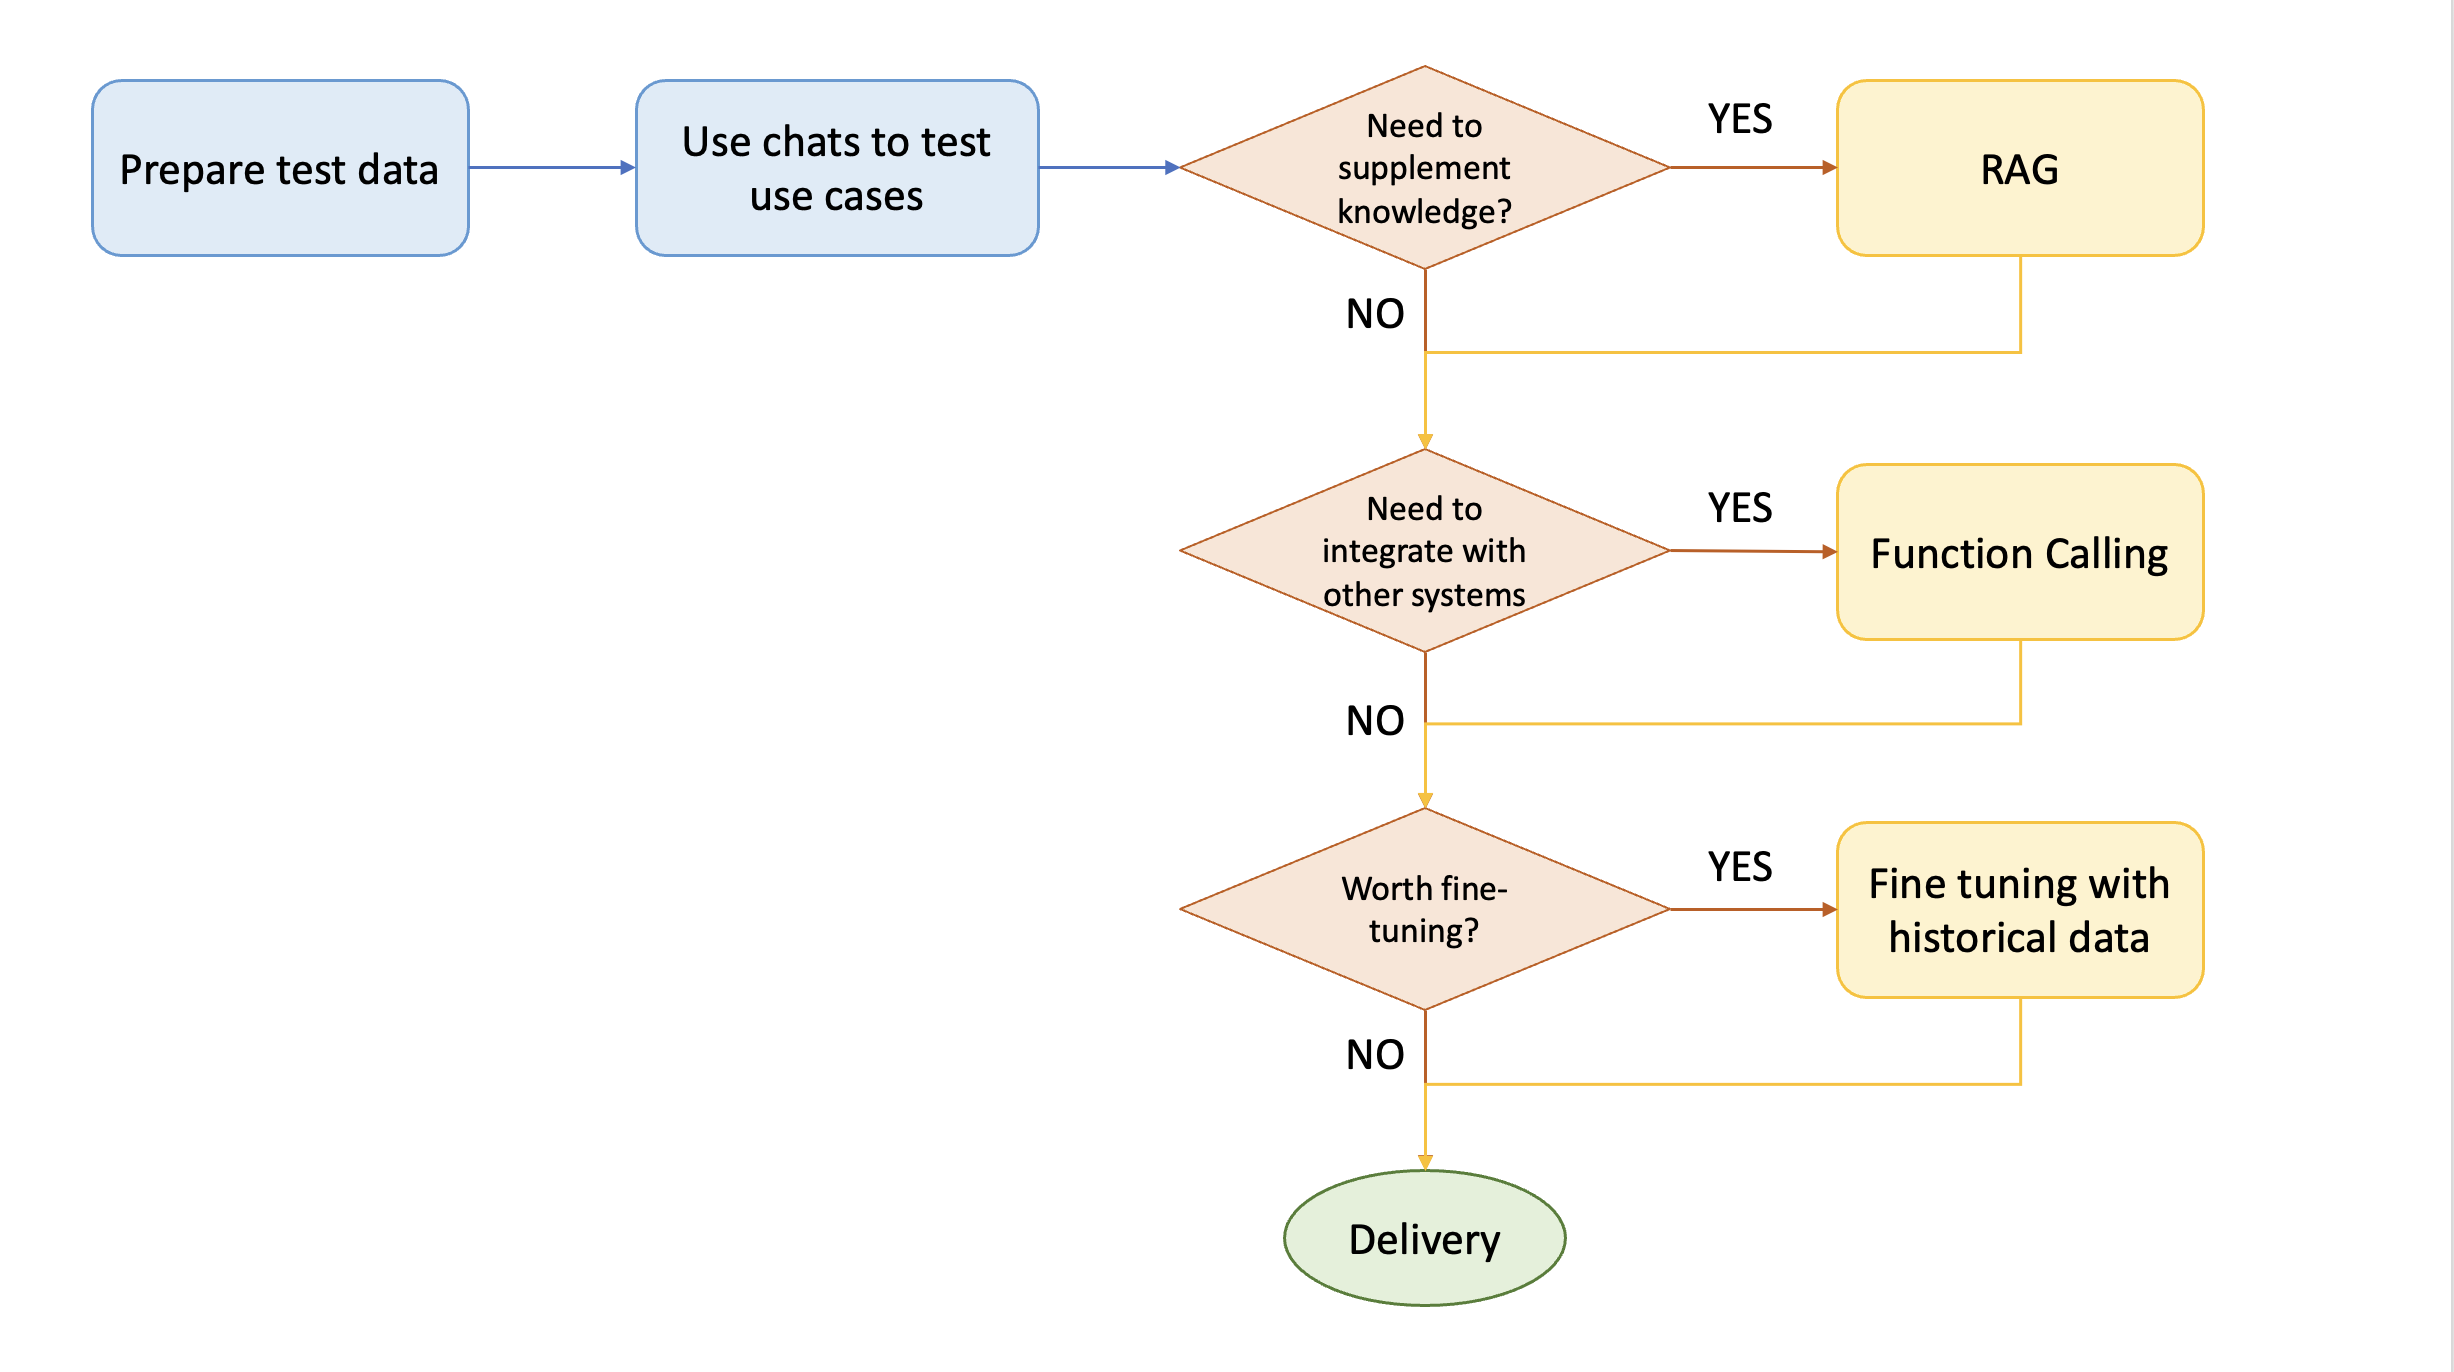 Prepare test data
Use chats to test
use cases
Need to
supplement
knowledge?
YES
RAG
NO
Need to
integrate with
other systems
YES
Function Calling
NO
Worth fine-
tuning?
YES
Fine tuning with
historical data
NO
Delivery